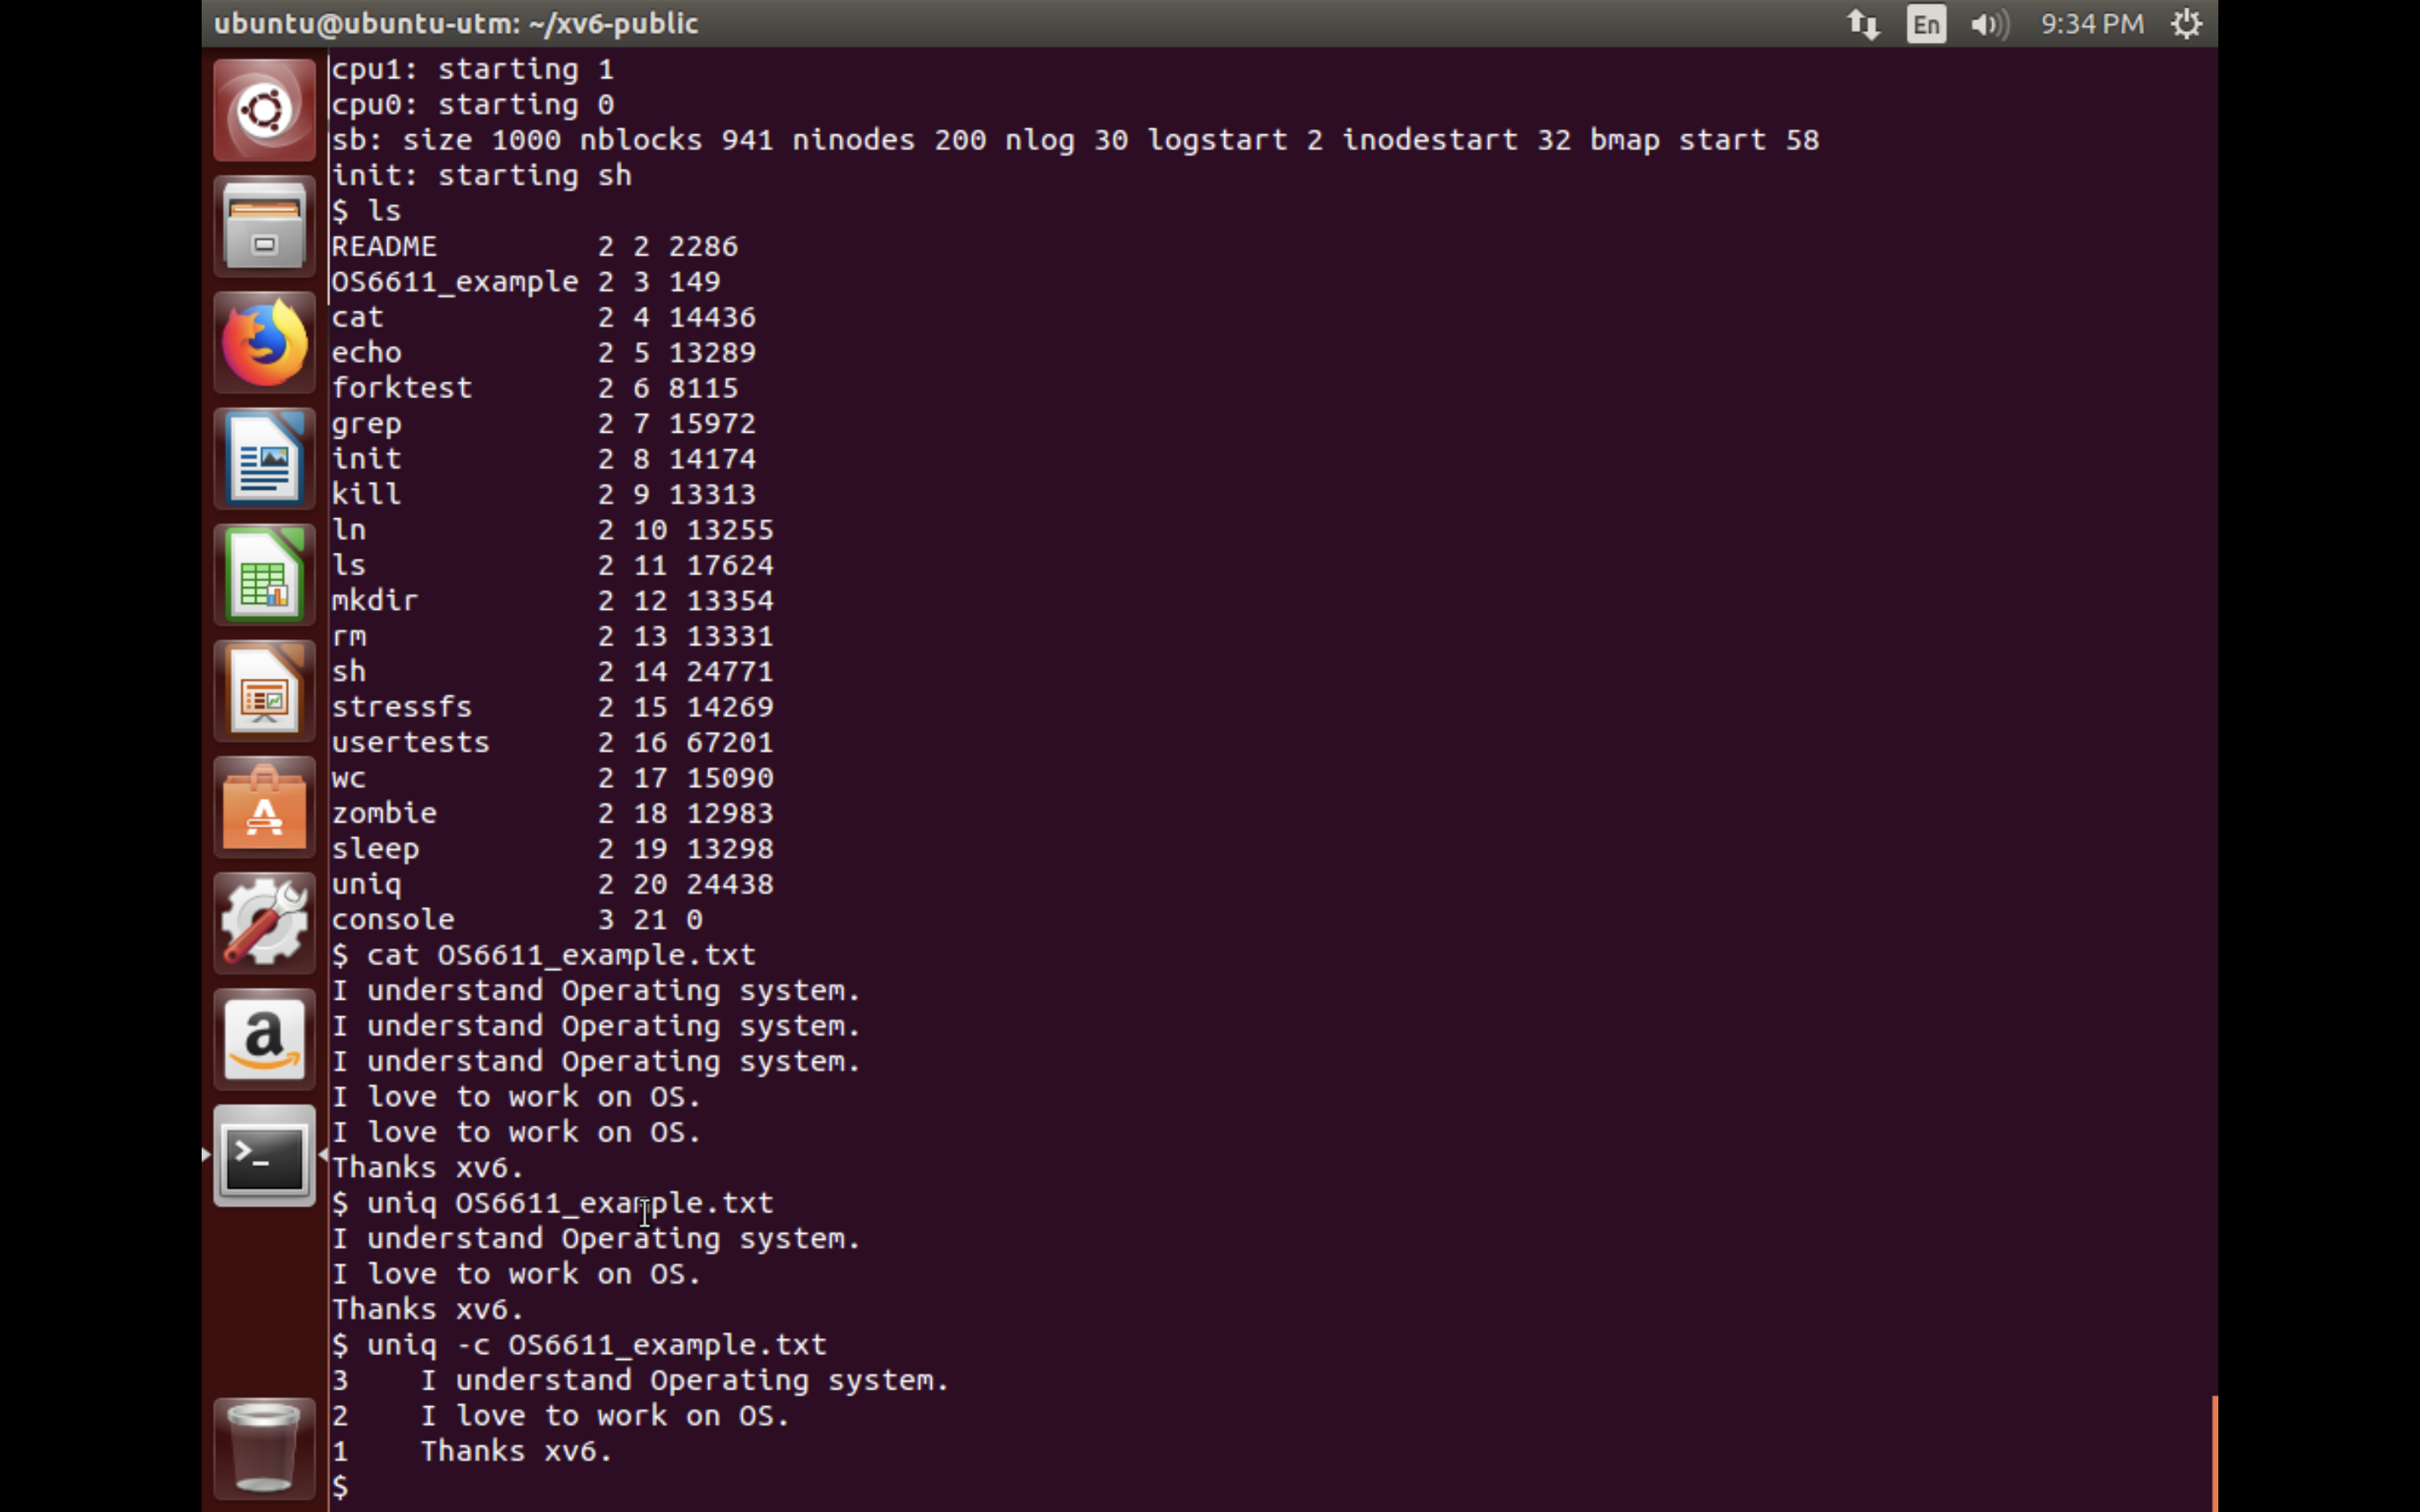 ubuntu@ubuntu-utm: ~/xv6-public En 9:34 PM
cpu1: starting 1
cpu0: starting 0
sb: size 1000 nblocks 941 ninodes 200 nlog 30 logstart 2 inodestart 32 bmap start 58
init: starting sh
$ ls
README         2 2 2286
OS6611_example 2 3 149
cat            2 4 14436
echo           2 5 13289
forktest       2 6 8115
grep           2 7 15972
init           2 8 14174
kill           2 9 13313
ln             2 10 13255
ls             2 11 17624
mkdir          2 12 13354
rm             2 13 13331
sh             2 14 24771
stressfs       2 15 14269
usertests      2 16 67201
wc             2 17 15090
zombie         2 18 12983
sleep          2 19 13298
uniq           2 20 24438
console        3 21 0
$ cat OS6611_example.txt
I understand Operating system.
I understand Operating system.
I understand Operating system.
I love to work on OS.
I love to work on OS.
Thanks xv6.
$ uniq OS6611_example.txt
I understand Operating system.
I love to work on OS.
Thanks xv6.
$ uniq -c OS6611_example.txt
3    I understand Operating system.
2    I love to work on OS.
1    Thanks xv6.
$